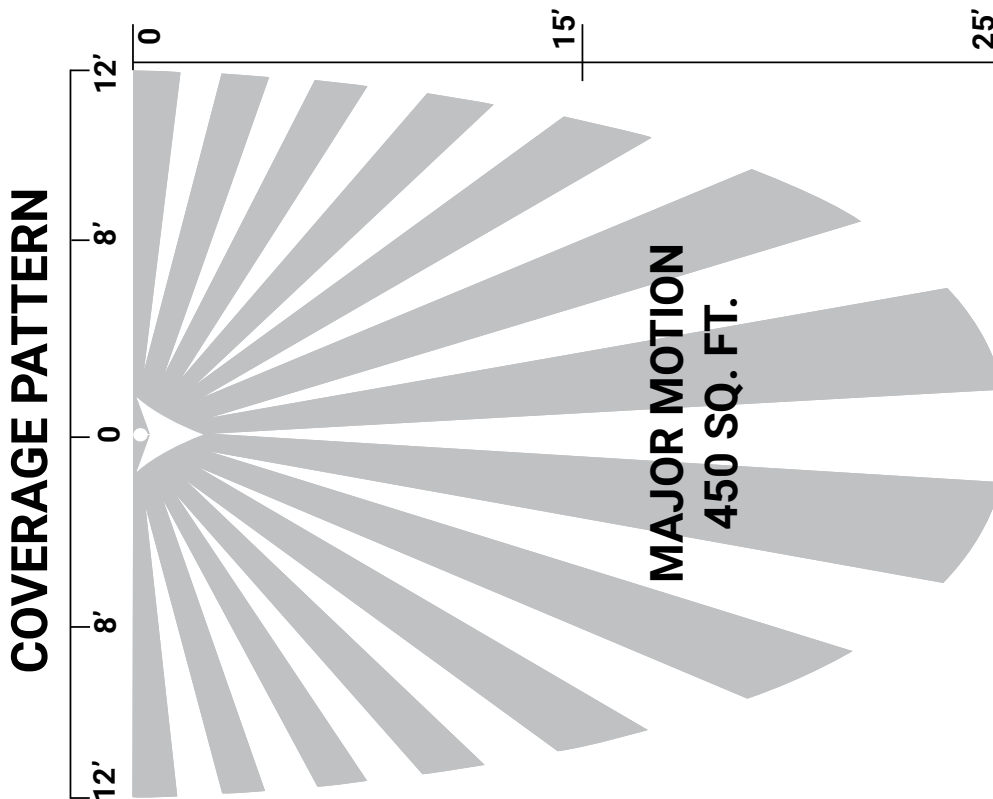 COVERAGE PATTERN
12’
8’
0
8’
12’
0
15’
25’
MAJOR MOTION
450 SQ. FT.